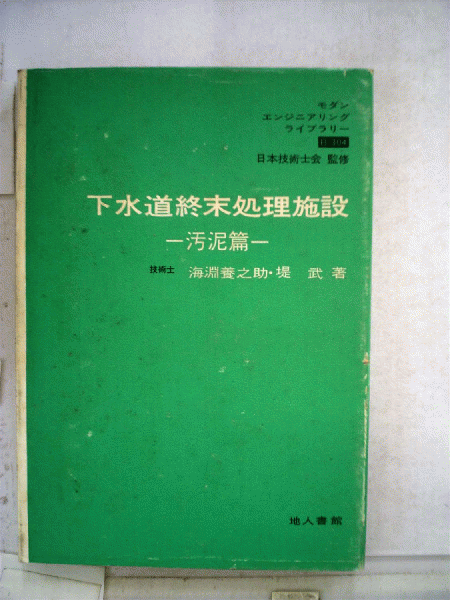 モダン
エンジニアリング
ライブラリー
日本技術士会 監修
下水道終末処理施設
―汚泥篇―
技術士 海淵養之助・堤 武 著
地人書館